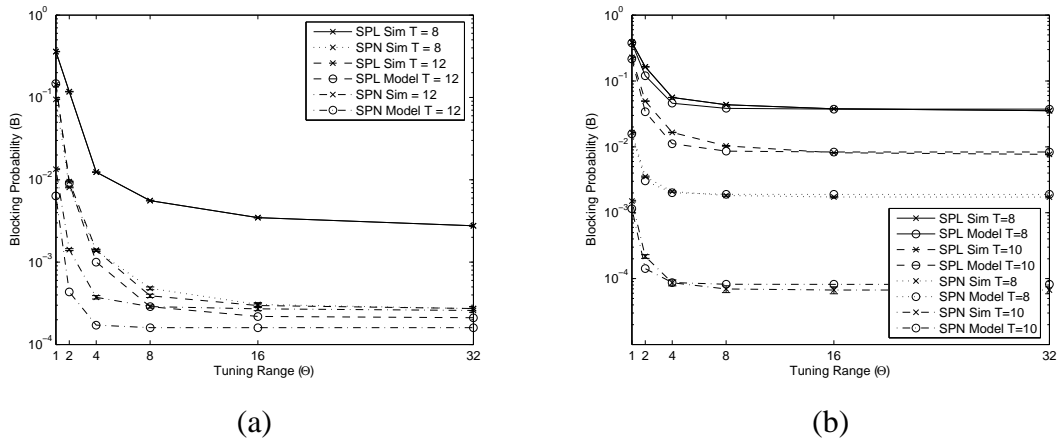 10^0
10^-1
10^-2
10^-3
10^-4
Blocking Probability (B)
1 2 4 8 16 32
Tuning Range (Θ)
SPL Sim T = 8
SPN Sim T = 8
SPL Sim T = 12
SPL Model T = 12
SPN Sim = 12
SPN Model T = 12
(a)
10^0
10^-1
10^-2
10^-3
10^-4
Blocking Probability (B)
1 2 4 8 16 32
Tuning Range (Θ)
SPL Sim T=8
SPL Model T=8
SPL Sim T=10
SPL Model T=10
SPN Sim T=8
SPN Model T=8
SPN Sim T=10
SPN Model T=10
(b)